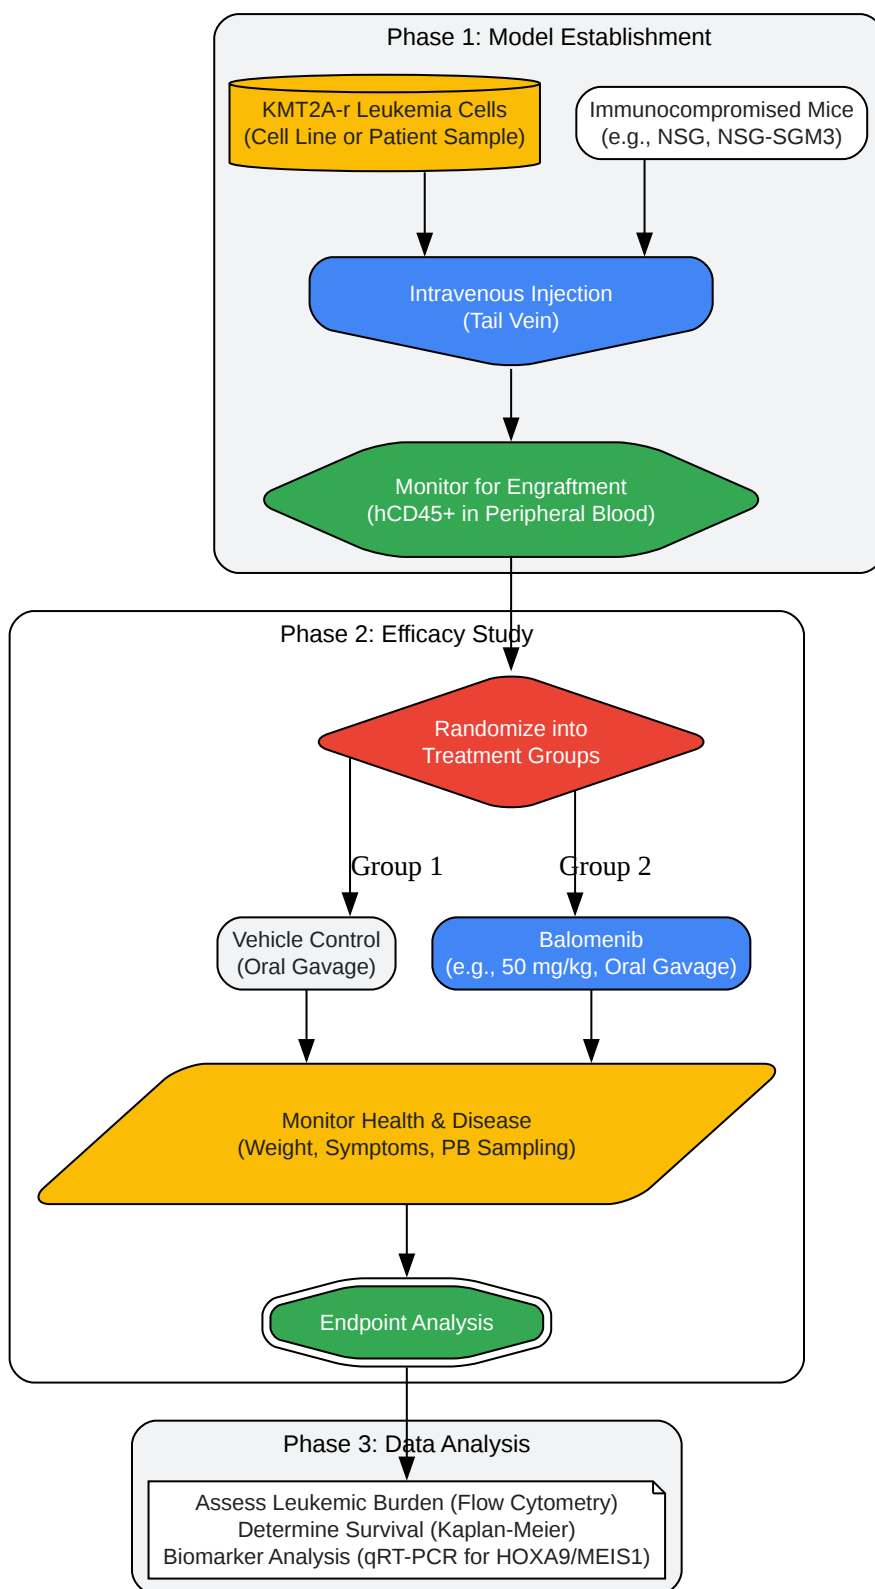 Phase 1: Model Establishment
KMT2A-r Leukemia Cells
(Cell Line or Patient Sample)
Immunocompromised Mice
(e.g., NSG, NSG-SGM3)
Intravenous Injection
(Tail Vein)
Monitor for Engraftment
(hCD45+ in Peripheral Blood)
Phase 2: Efficacy Study
Randomize into
Treatment Groups
Group 1
Group 2
Vehicle Control
(Oral Gavage)
Balomenib
(e.g., 50 mg/kg, Oral Gavage)
Monitor Health & Disease
(Weight, Symptoms, PB Sampling)
Endpoint Analysis
Phase 3: Data Analysis
Assess Leukemic Burden (Flow Cytometry)
Determine Survival (Kaplan-Meier)
Biomarker Analysis (qRT-PCR for HOXA9/MEIS1)